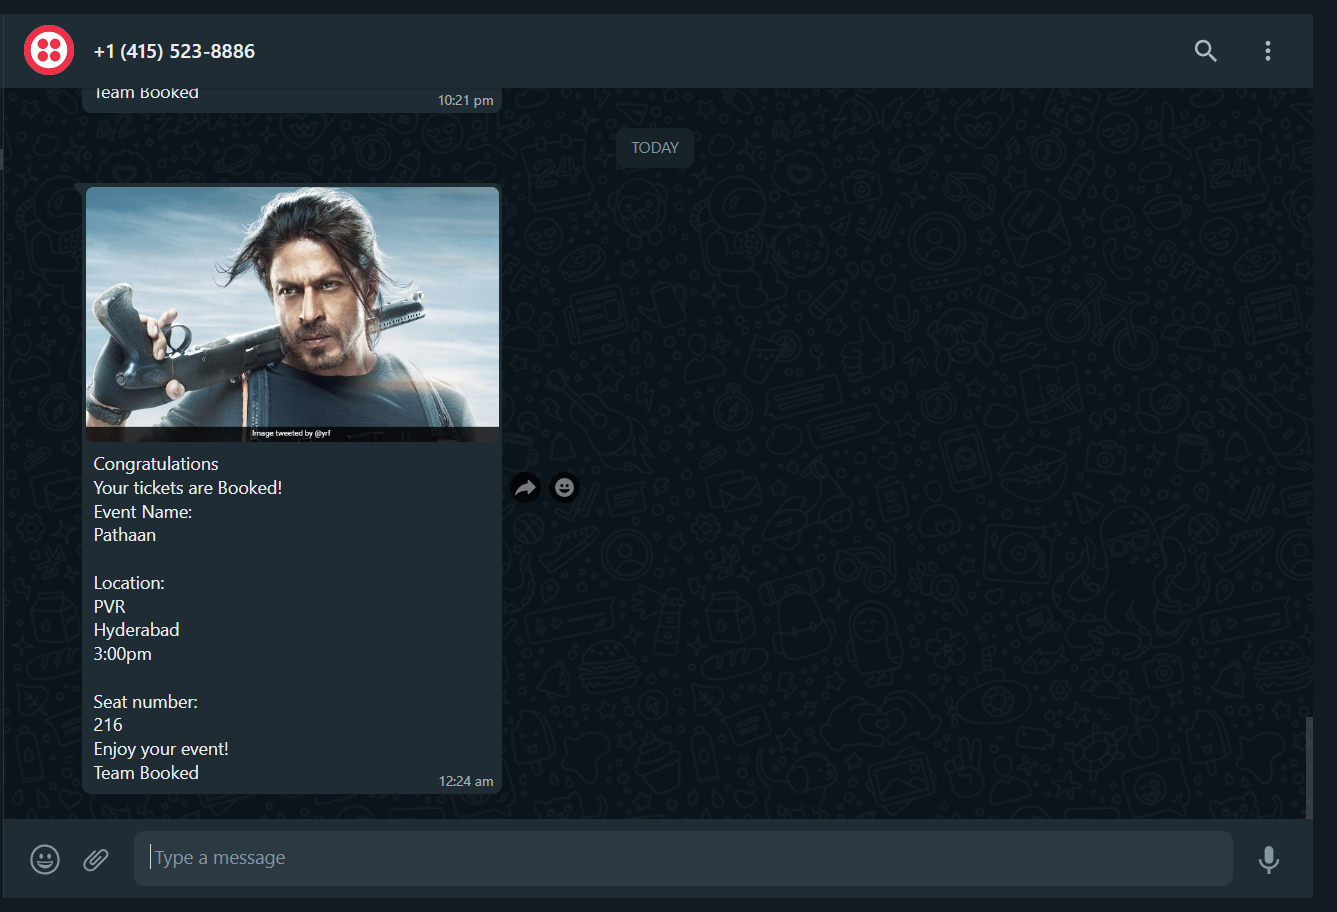 +1 (415) 523-8886
Team Booked
10:21 pm
TODAY
Image tweeted by @yrf
Congratulations
Your tickets are Booked!
Event Name:
Pathaan
Location:
PVR
Hyderabad
3:00pm
Seat number:
216
Enjoy your event!
Team Booked
12:24 am
Type a message